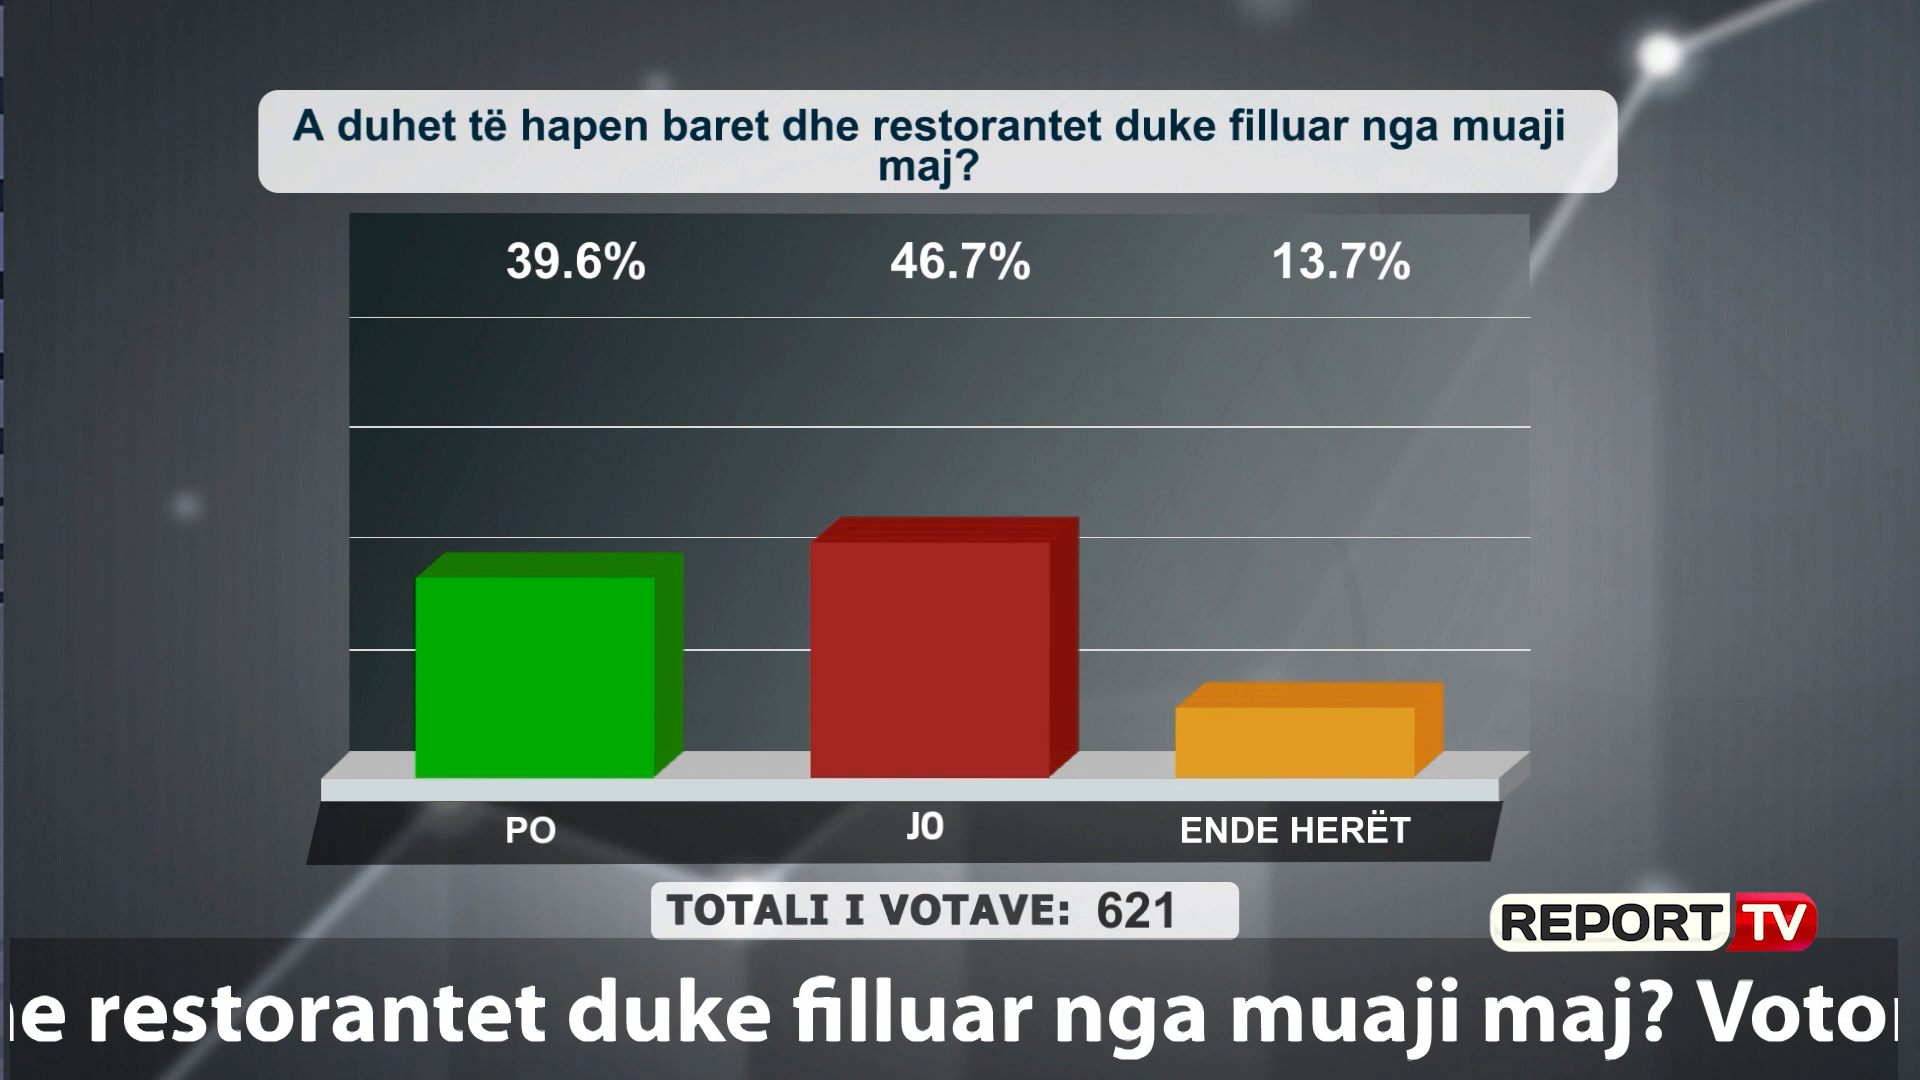 A duhet të hapen baret dhe restorantet duke filluar nga muaji
maj?
39.6% 46.7% 13.7%
PO JO ENDE HERËT
TOTALI I VOTAVE: 621
REPORT TV
restorantet duke filluar nga muaji maj?